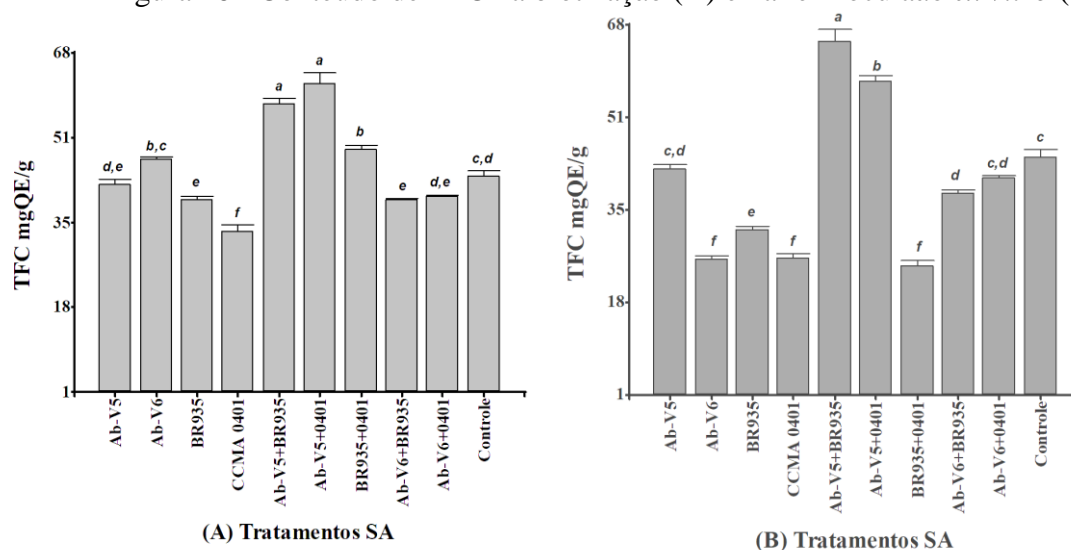 68
51
35
18
1
TFC mgQE/g
d,e
b,c
e
f
a
a
b
e
d,e
c,d
Ab-V5
Ab-V6
BR935
CCMA 0401
Ab-V5+BR935
Ab-V5+0401
BR935+0401
Ab-V6+BR935
Ab-V6+0401
Controle
(A) Tratamentos SA
68
51
35
18
1
TFC mgQE/g
c,d
f
e
f
a
b
f
d
c,d
c
Ab-V5
Ab-V6
BR935
CCMA 0401
Ab-V5+BR935
Ab-V5+0401
BR935+0401
Ab-V6+BR935
Ab-V6+0401
Controle
(B) Tratamentos SA